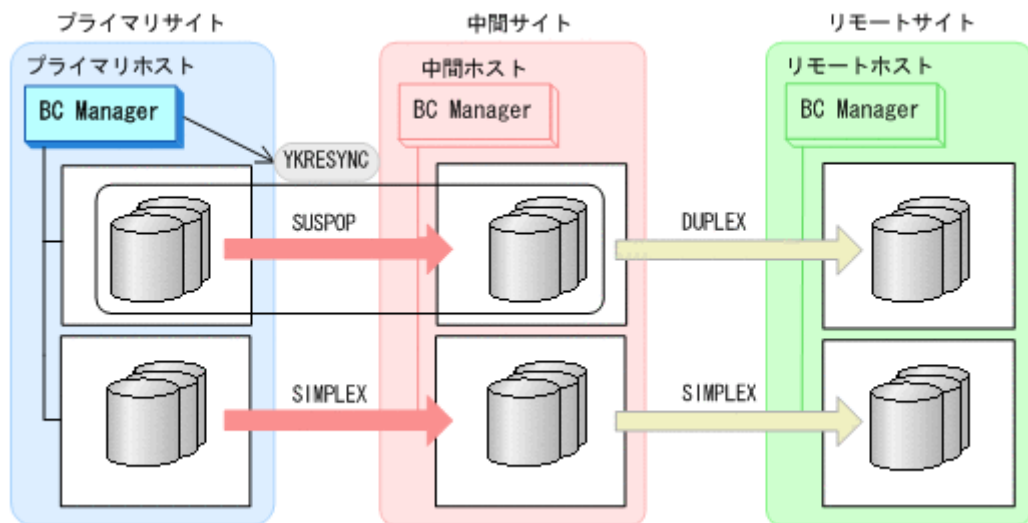 プライマリサイト
中間サイト
リモートサイト
プライマリホスト
中間ホスト
リモートホスト
BC Manager
BC Manager
BC Manager
YKRESYNC
SUSPOP
DUPLEX
SIMPLEX
SIMPLEX